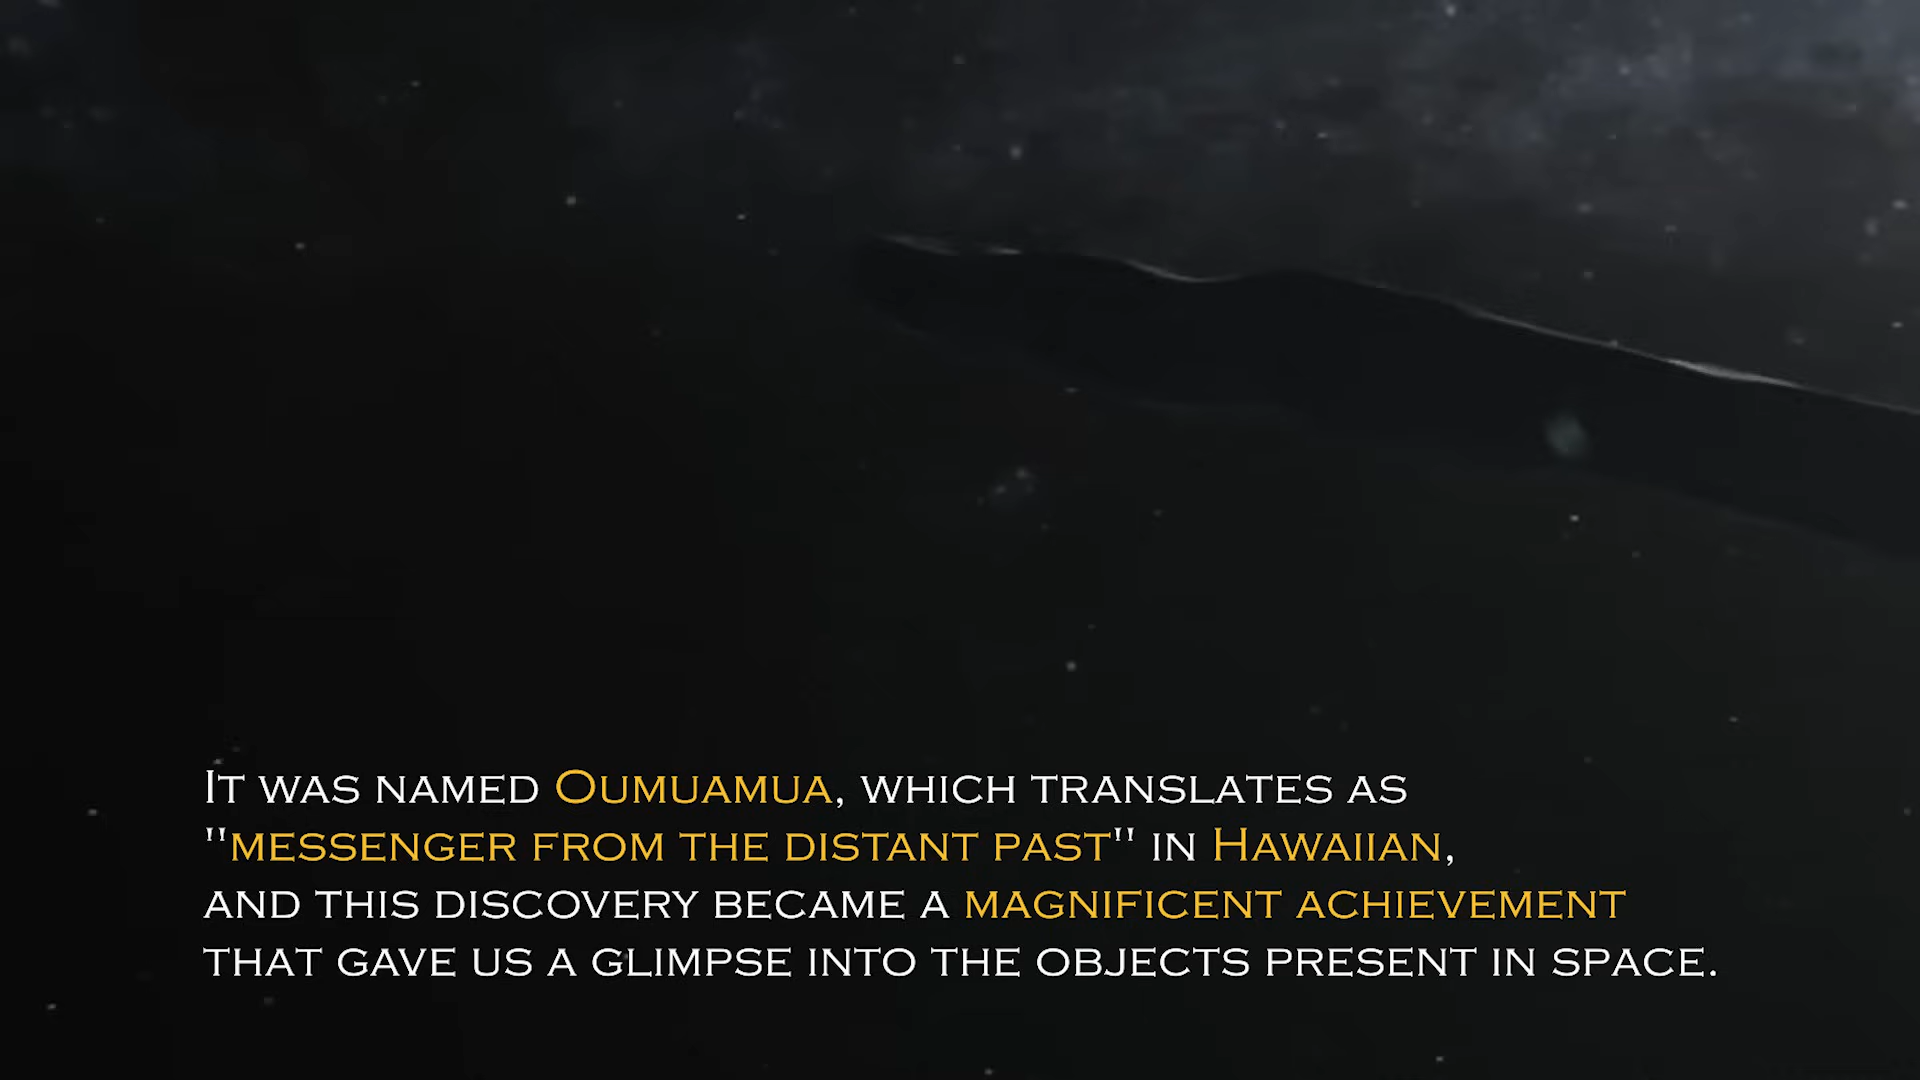 It was named Oumuamua, which translates as
"messenger from the distant past" in Hawaiian,
and this discovery became a magnificent achievement
that gave us a glimpse into the objects present in space.